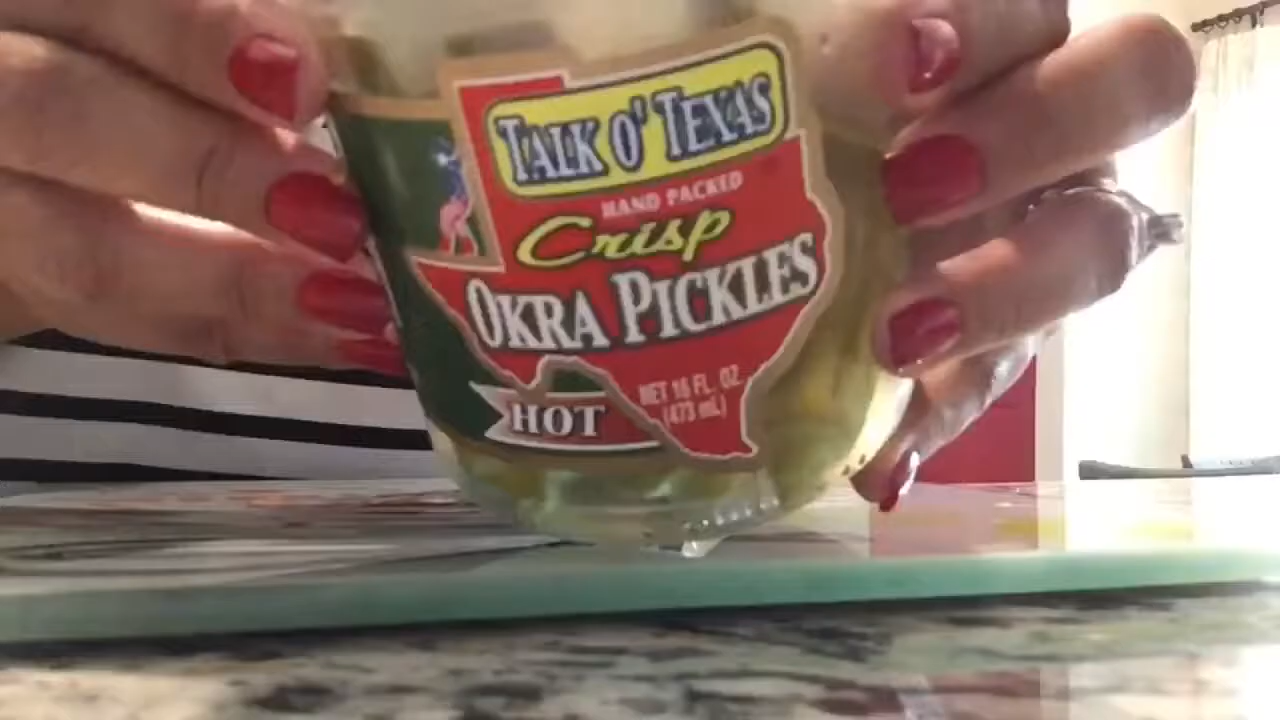 TALK O' TEXAS
HAND PACKED
Crisp
OKRA PICKLES
NET 16 FL. OZ.
(473 mL)
HOT